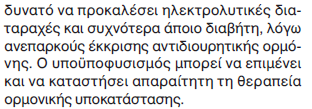 δυνατό να προκαλέσει ηλεκτρολυτικές δια-
ταραχές και συχνότερα άποιο διαβήτη, λόγω
ανεπαρκούς έκκρισης αντιδιουρητικής ορμό-
νης. Ο υποϋποφυσισμός μπορεί να επιμένει
και να καταστήσει απαραίτητη τη θεραπεία
ορμονικής υποκατάστασης.